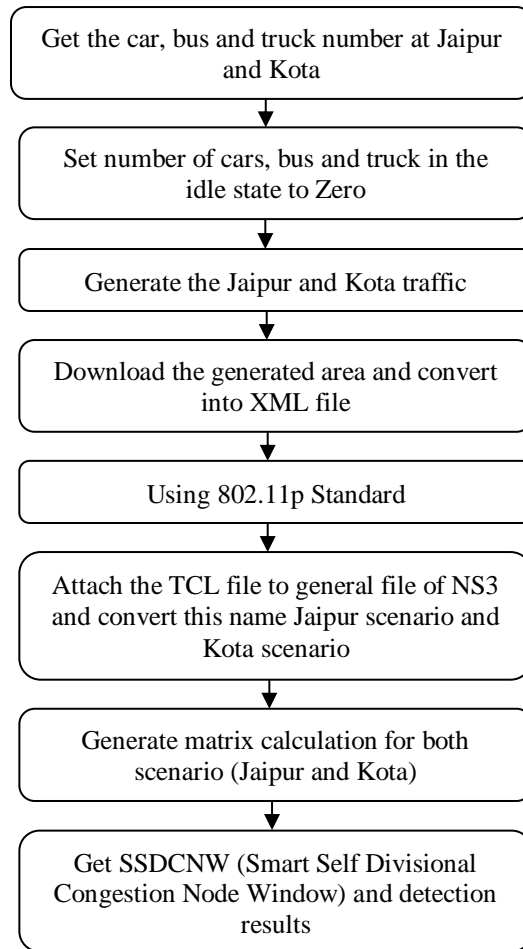 Get the car, bus and truck number at Jaipur
and Kota
Set number of cars, bus and truck in the
idle state to Zero
Generate the Jaipur and Kota traffic
Download the generated area and convert
into XML file
Using 802.11p Standard
Attach the TCL file to general file of NS3
and convert this name Jaipur scenario and
Kota scenario
Generate matrix calculation for both
scenario (Jaipur and Kota)
Get SSDCNW (Smart Self Divisional
Congestion Node Window) and detection
results